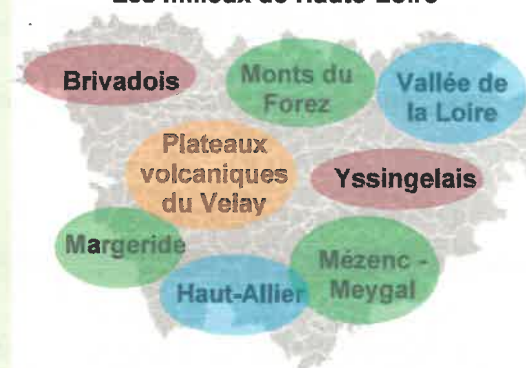 Les milieux de Haute-Loire
Brivadois
Monts du
Forez
Vallée de
la Loire
Plateaux
volcaniques
du Velay
Yssingelais
Margeride
Haut-Allier
Mézenc -
Meygal